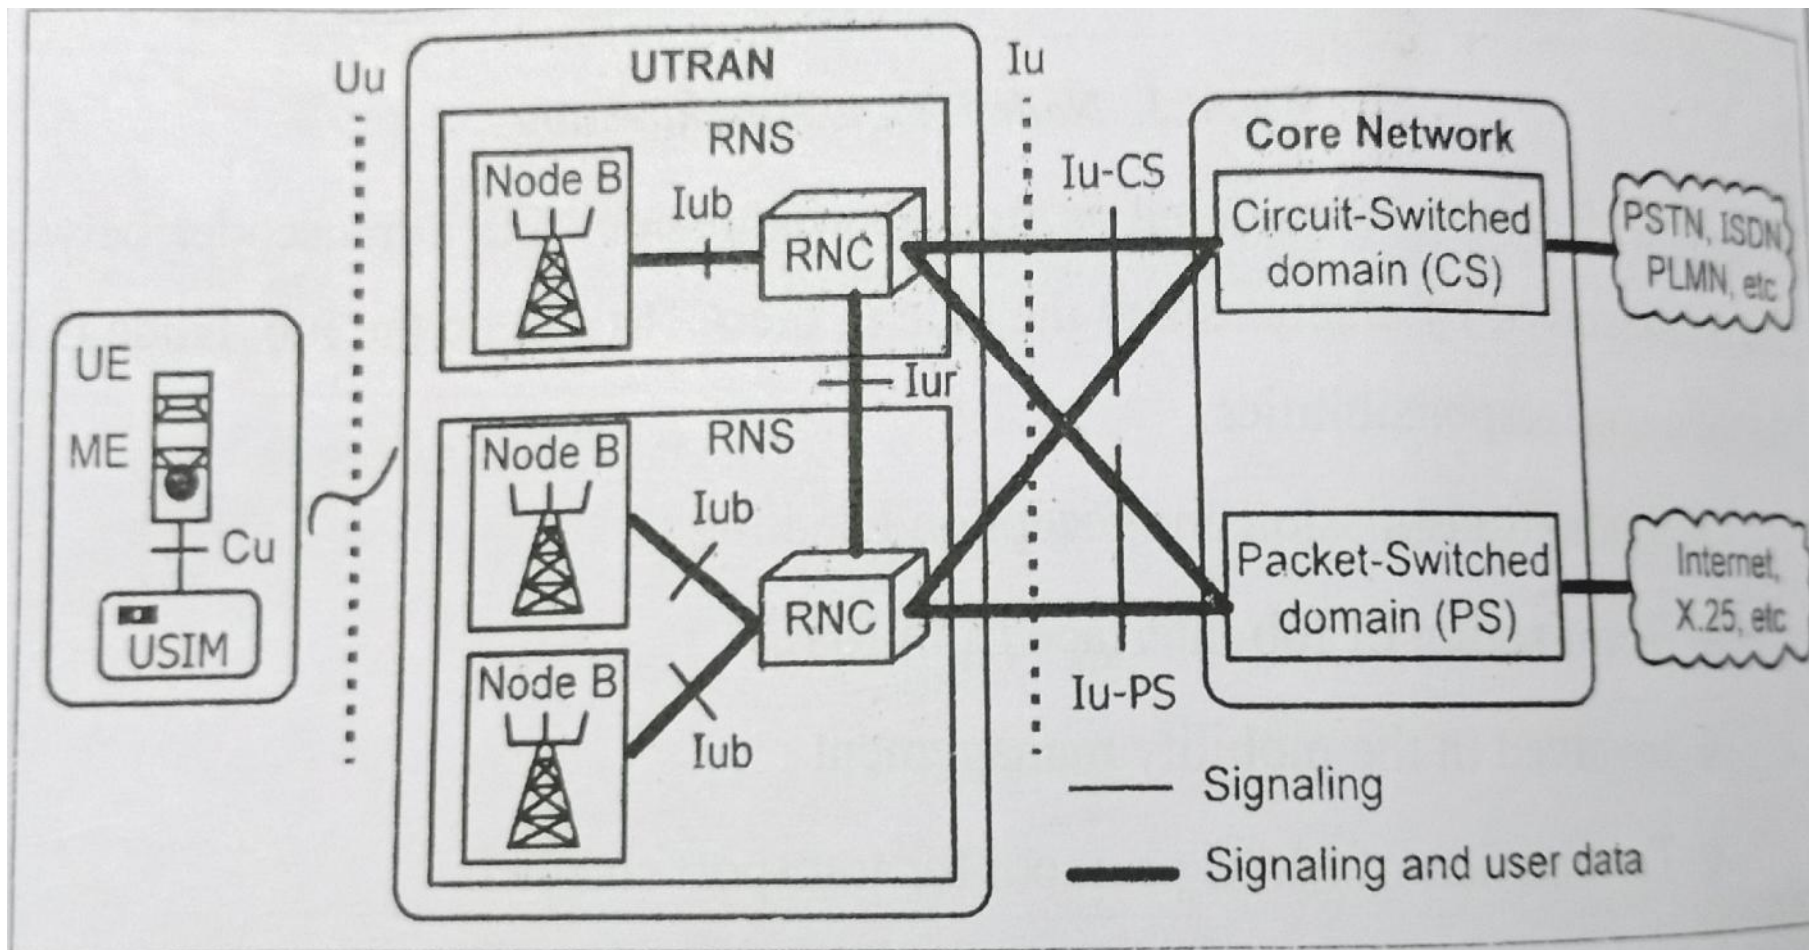 Uu
UTRAN
Iu
RNS
Node B
Iub
RNC
Iur
RNS
Node B
Iub
RNC
Node B
Iub
UE
ME
Cu
USIM
Iu-CS
Iu-PS
Core Network
Circuit-Switched
domain (CS)
Packet-Switched
domain (PS)
PSTN, ISDN,
PLMN, etc
Internet,
X.25, etc
Signaling
Signaling and user data